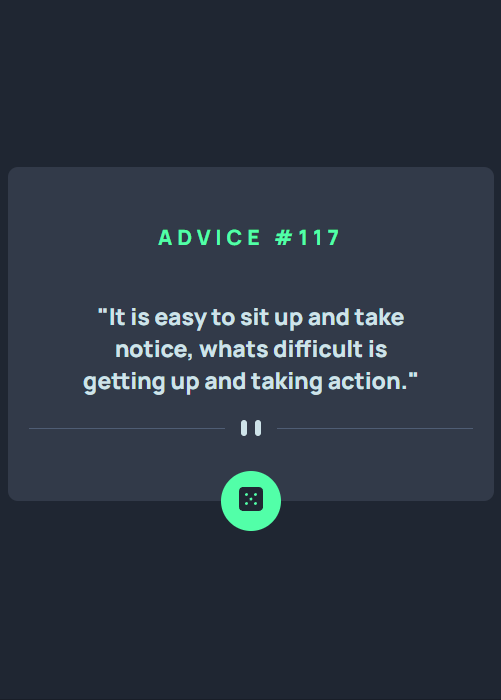 ADVICE #117
"It is easy to sit up and take
notice, whats difficult is
getting up and taking action."